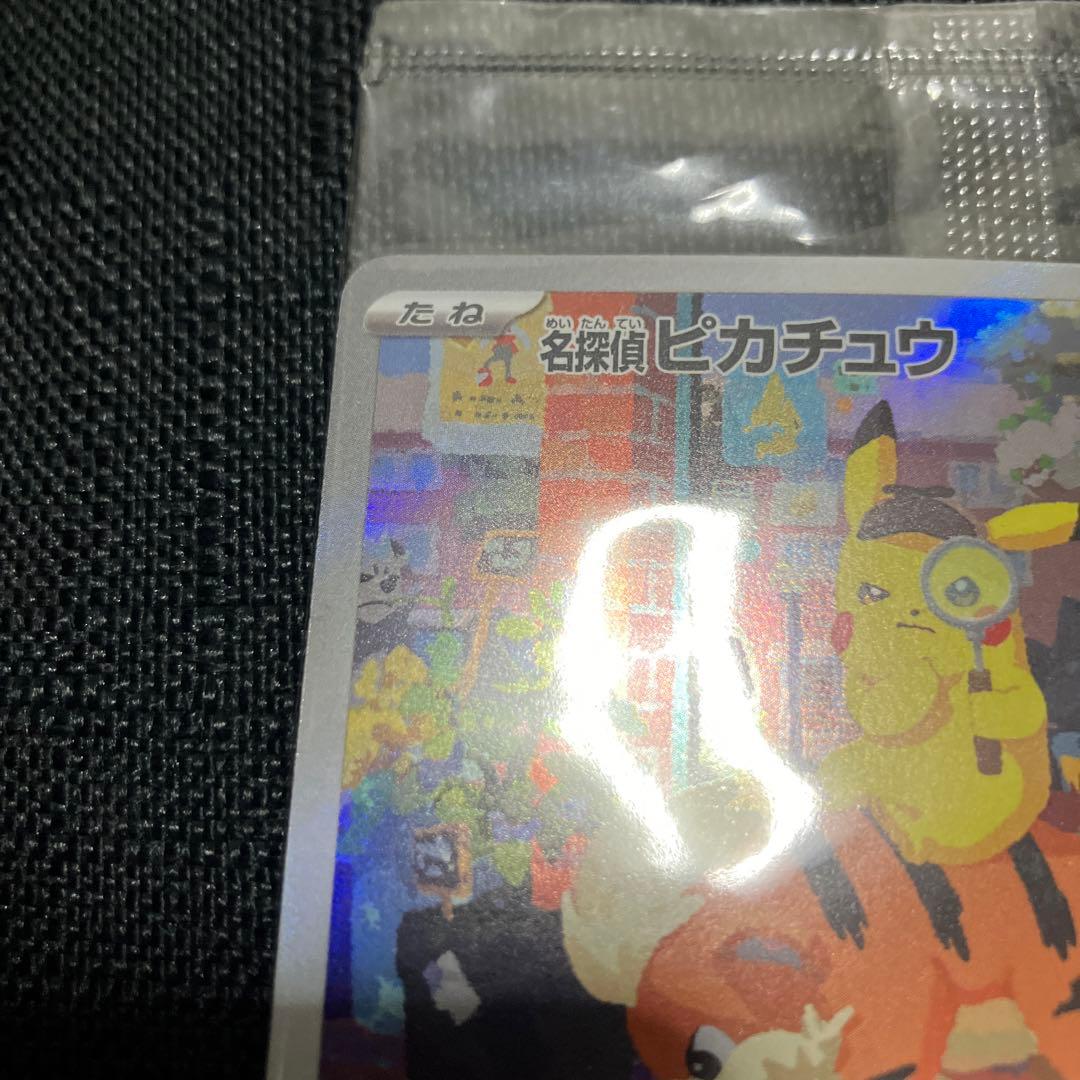 たね
めいたんてい
名探偵ピカチュウ